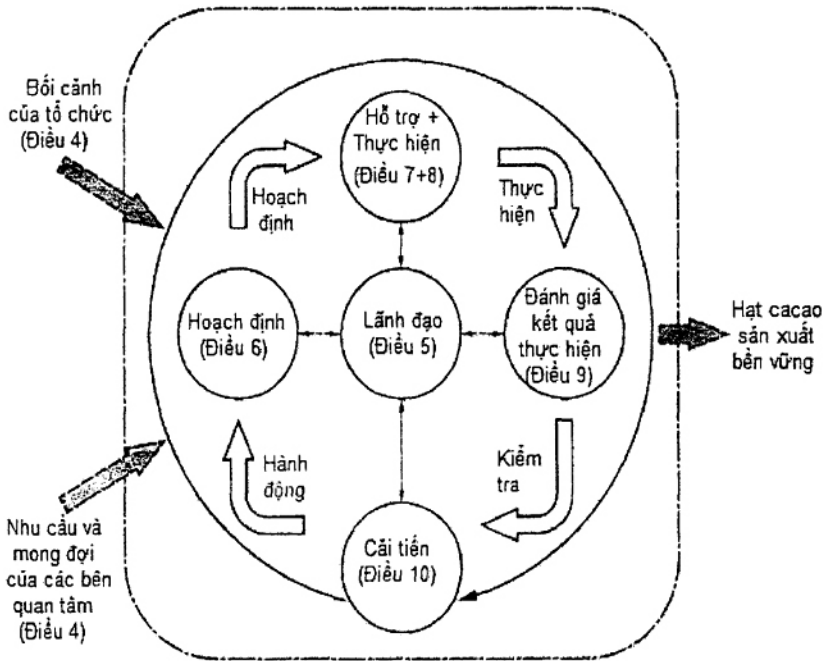 Bối cảnh
của tổ chức
(Điều 4)
Hỗ trợ +
Thực hiện
(Điều 7+8)
Hoạch
định
Thực
hiện
Hoạch định
(Điều 6)
Lãnh đạo
(Điều 5)
Đánh giá
kết quả
thực hiện
(Điều 9)
Hạt cacao
sản xuất
bền vững
Hành
động
Kiểm
tra
Cải tiến
(Điều 10)
Nhu cầu và
mong đợi
của các bên
quan tâm
(Điều 4)